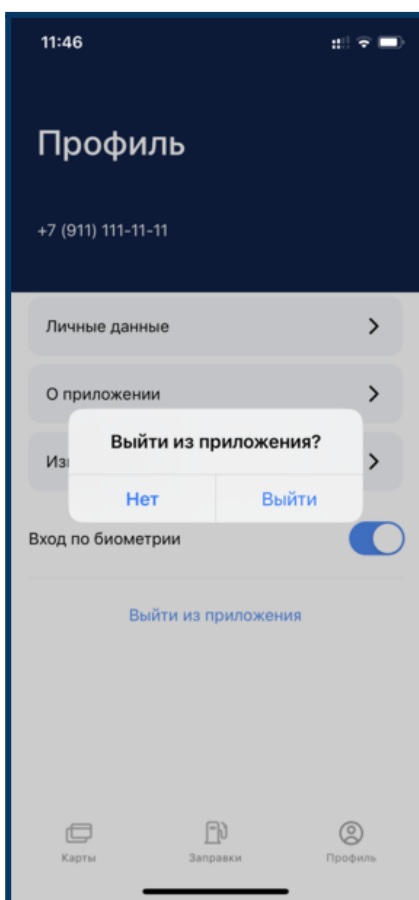 11:46
Профиль
+7 (911) 111-11-11
Личные данные
О приложении
Выйти из приложения?
Из
Нет Выйти
Вход по биометрии
Выйти из приложения
Карты Заправки Профиль